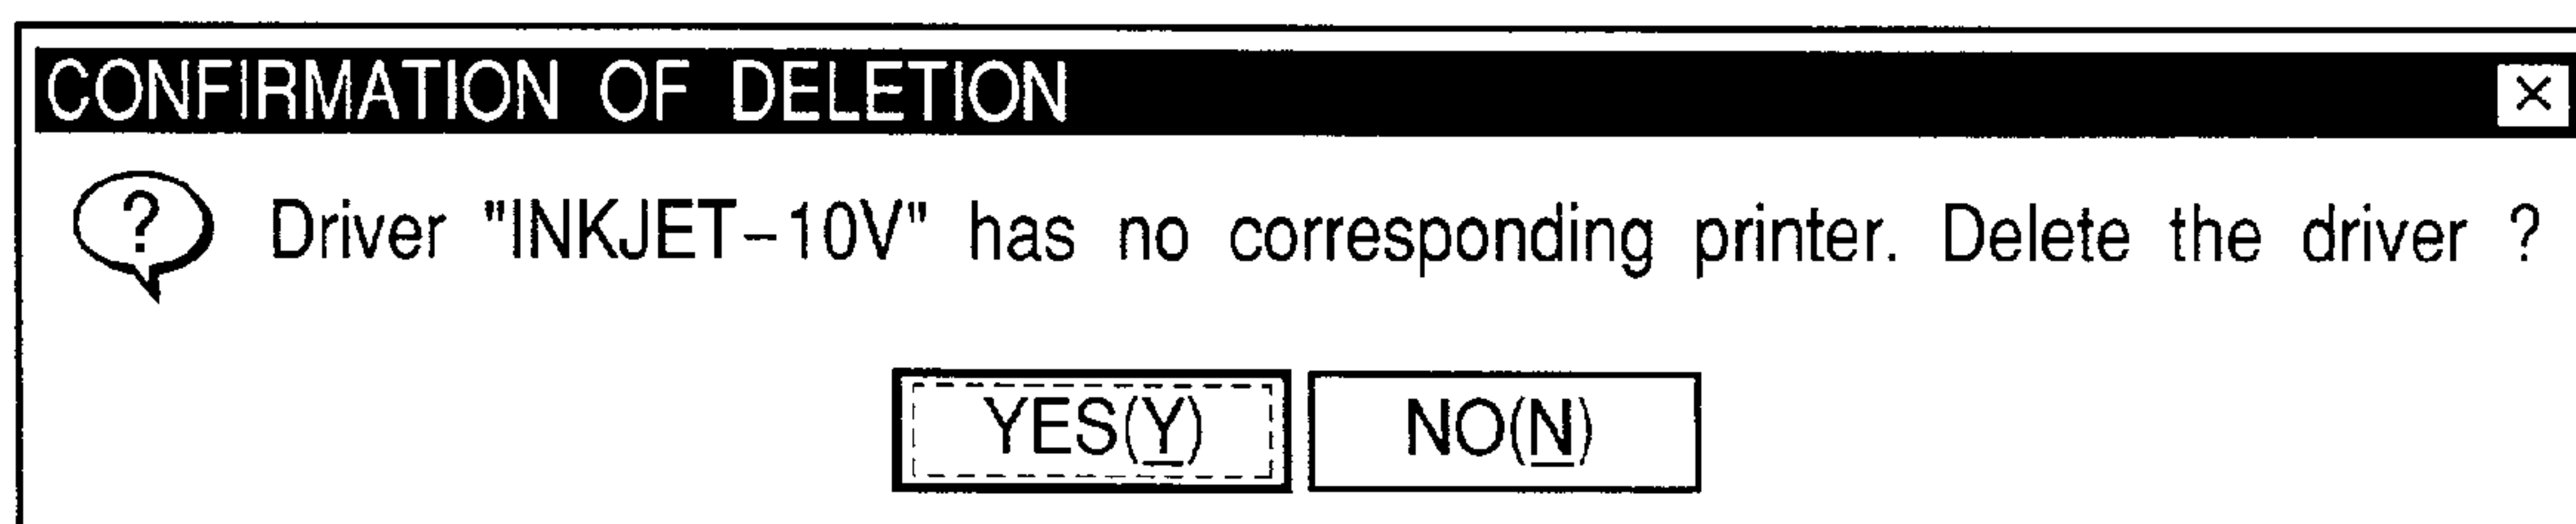 CONFIRMATION OF DELETION ×
? Driver "INKJET-10V" has no corresponding printer. Delete the driver ?
YES(Y) NO(N)